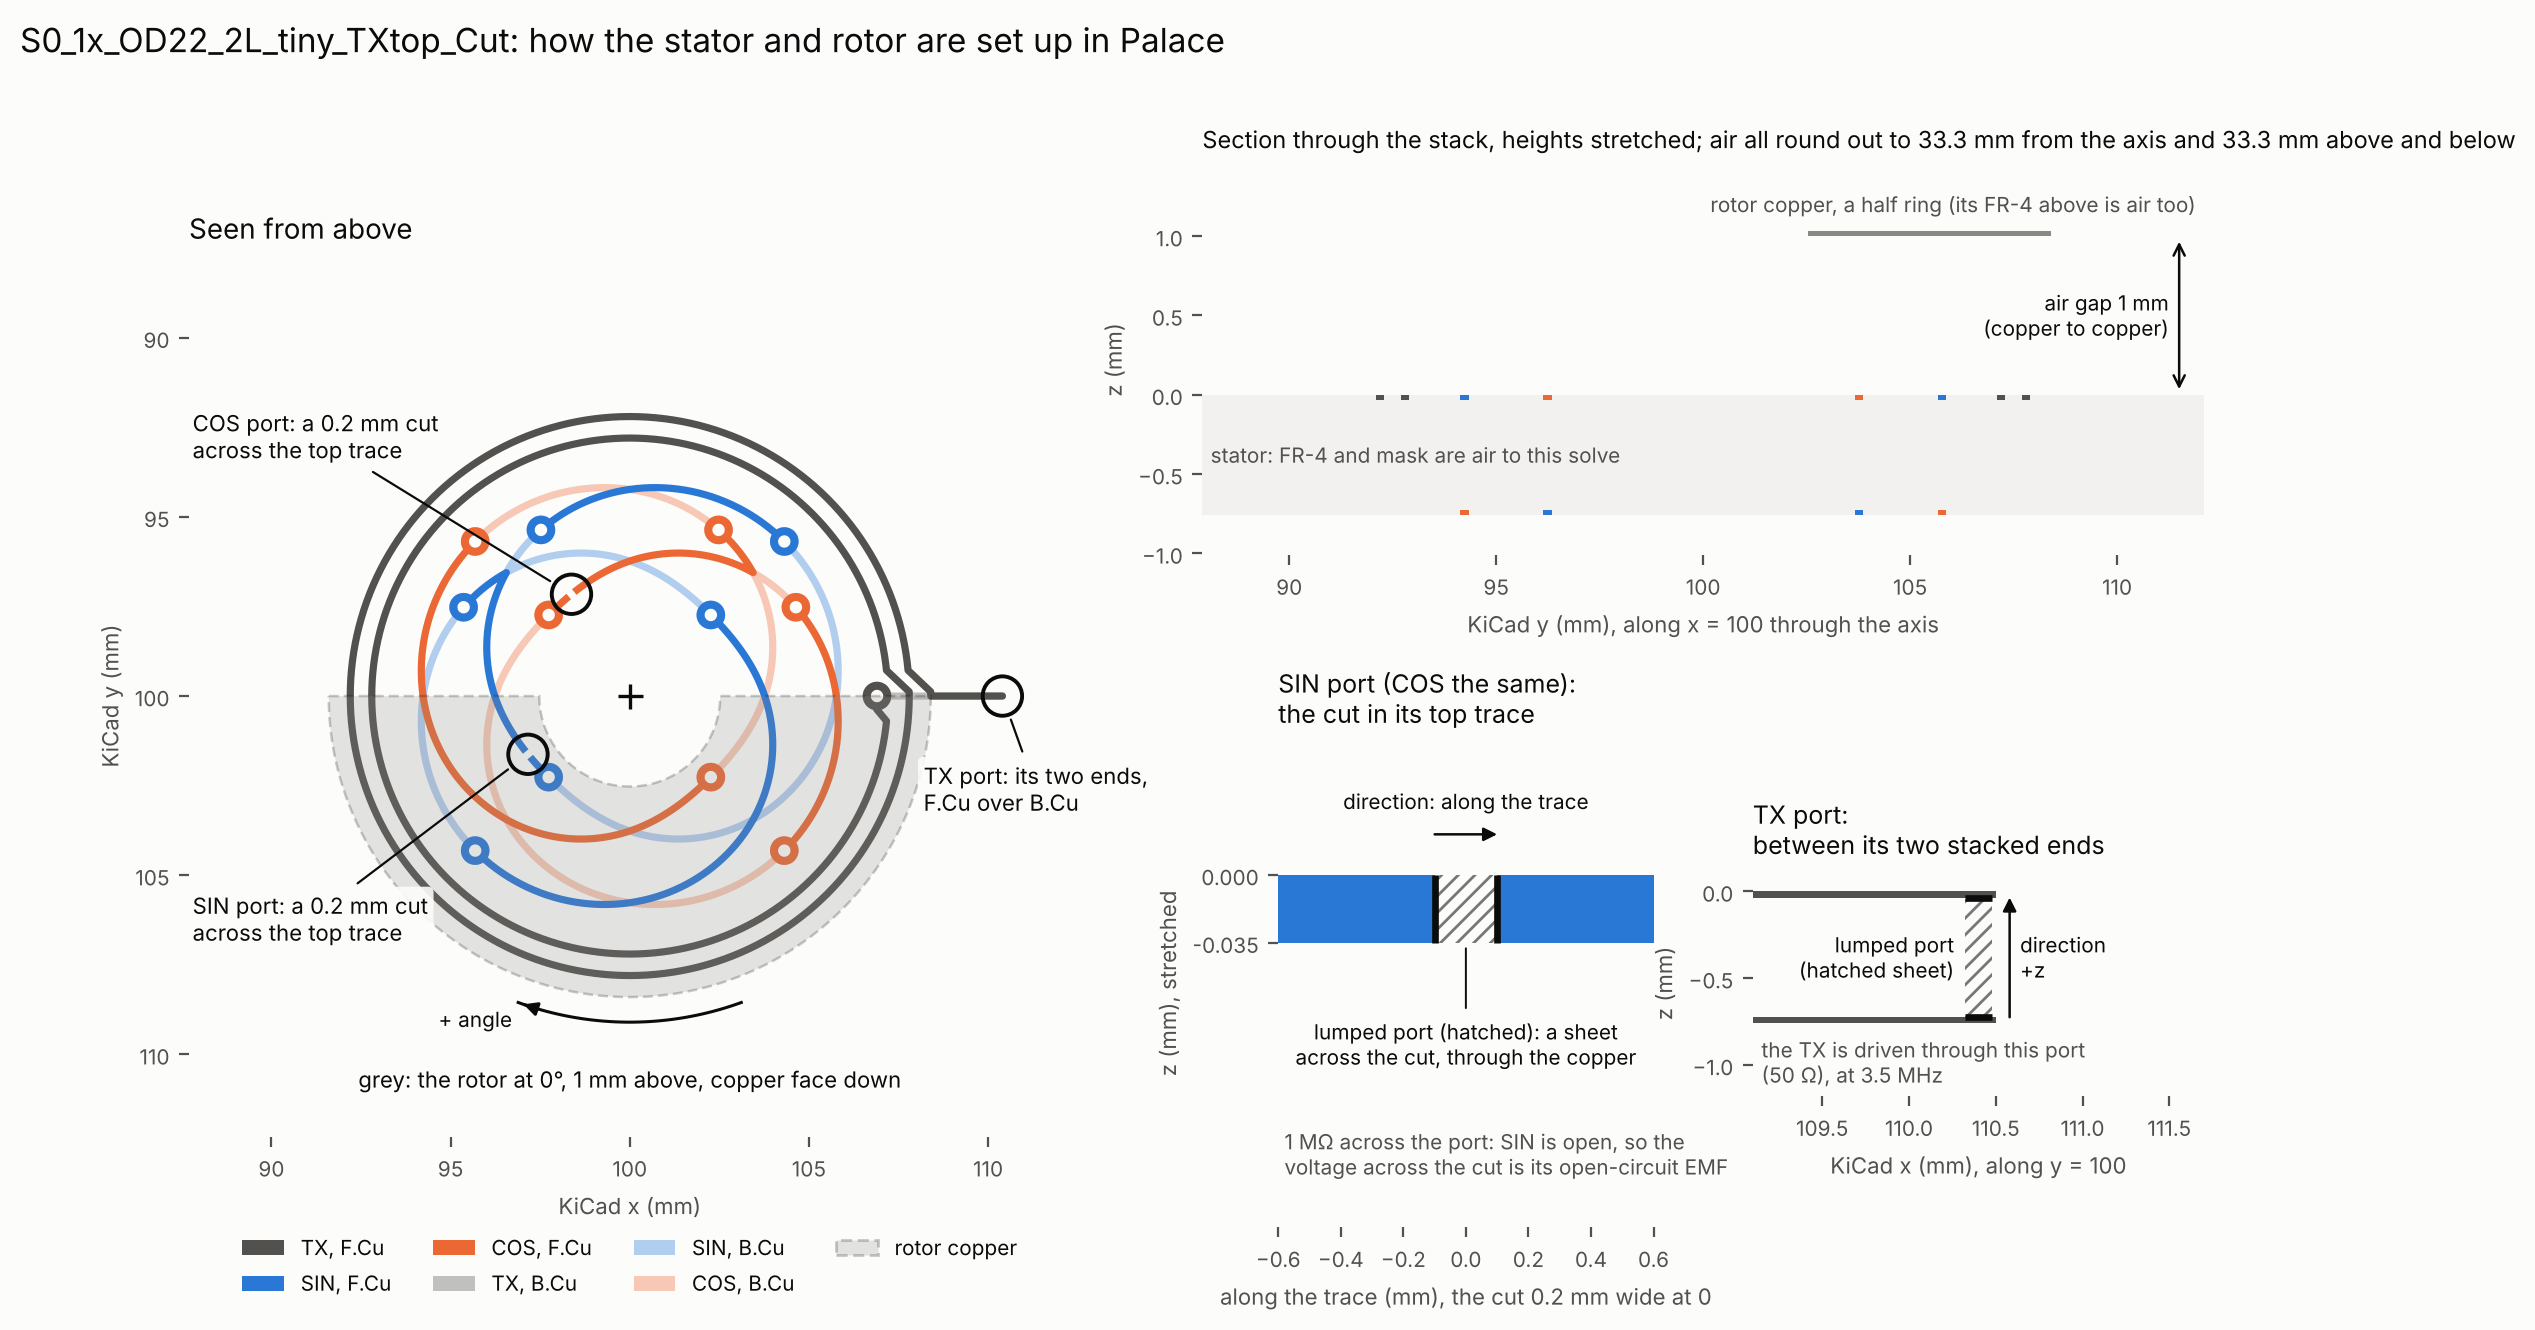 S0_1x_OD22_2L_tiny_TXtop_Cut: how the stator and rotor are set up in Palace
Seen from above
90
95
100
105
110
KiCad y (mm)
COS port: a 0.2 mm cut
across the top trace
SIN port: a 0.2 mm cut
across the top trace
TX port: its two ends,
F.Cu over B.Cu
+ angle
grey: the rotor at 0°, 1 mm above, copper face down
90
95
100
105
110
KiCad x (mm)
TX, F.Cu
COS, F.Cu
SIN, B.Cu
rotor copper
SIN, F.Cu
TX, B.Cu
COS, B.Cu
Section through the stack, heights stretched; air all round out to 33.3 mm from the axis and 33.3 mm above and below
rotor copper, a half ring (its FR-4 above is air too)
1.0
0.5
0.0
−0.5
−1.0
z (mm)
air gap 1 mm
(copper to copper)
stator: FR-4 and mask are air to this solve
90
95
100
105
110
KiCad y (mm), along x = 100 through the axis
SIN port (COS the same):
the cut in its top trace
direction: along the trace
0.000
-0.035
z (mm), stretched
lumped port (hatched): a sheet
across the cut, through the copper
1 MΩ across the port: SIN is open, so the
voltage across the cut is its open-circuit EMF
−0.6
−0.4
−0.2
0.0
0.2
0.4
0.6
along the trace (mm), the cut 0.2 mm wide at 0
TX port:
between its two stacked ends
0.0
−0.5
−1.0
z (mm)
lumped port
(hatched sheet)
direction
+z
the TX is driven through this port
(50 Ω), at 3.5 MHz
109.5
110.0
110.5
111.0
111.5
KiCad x (mm), along y = 100